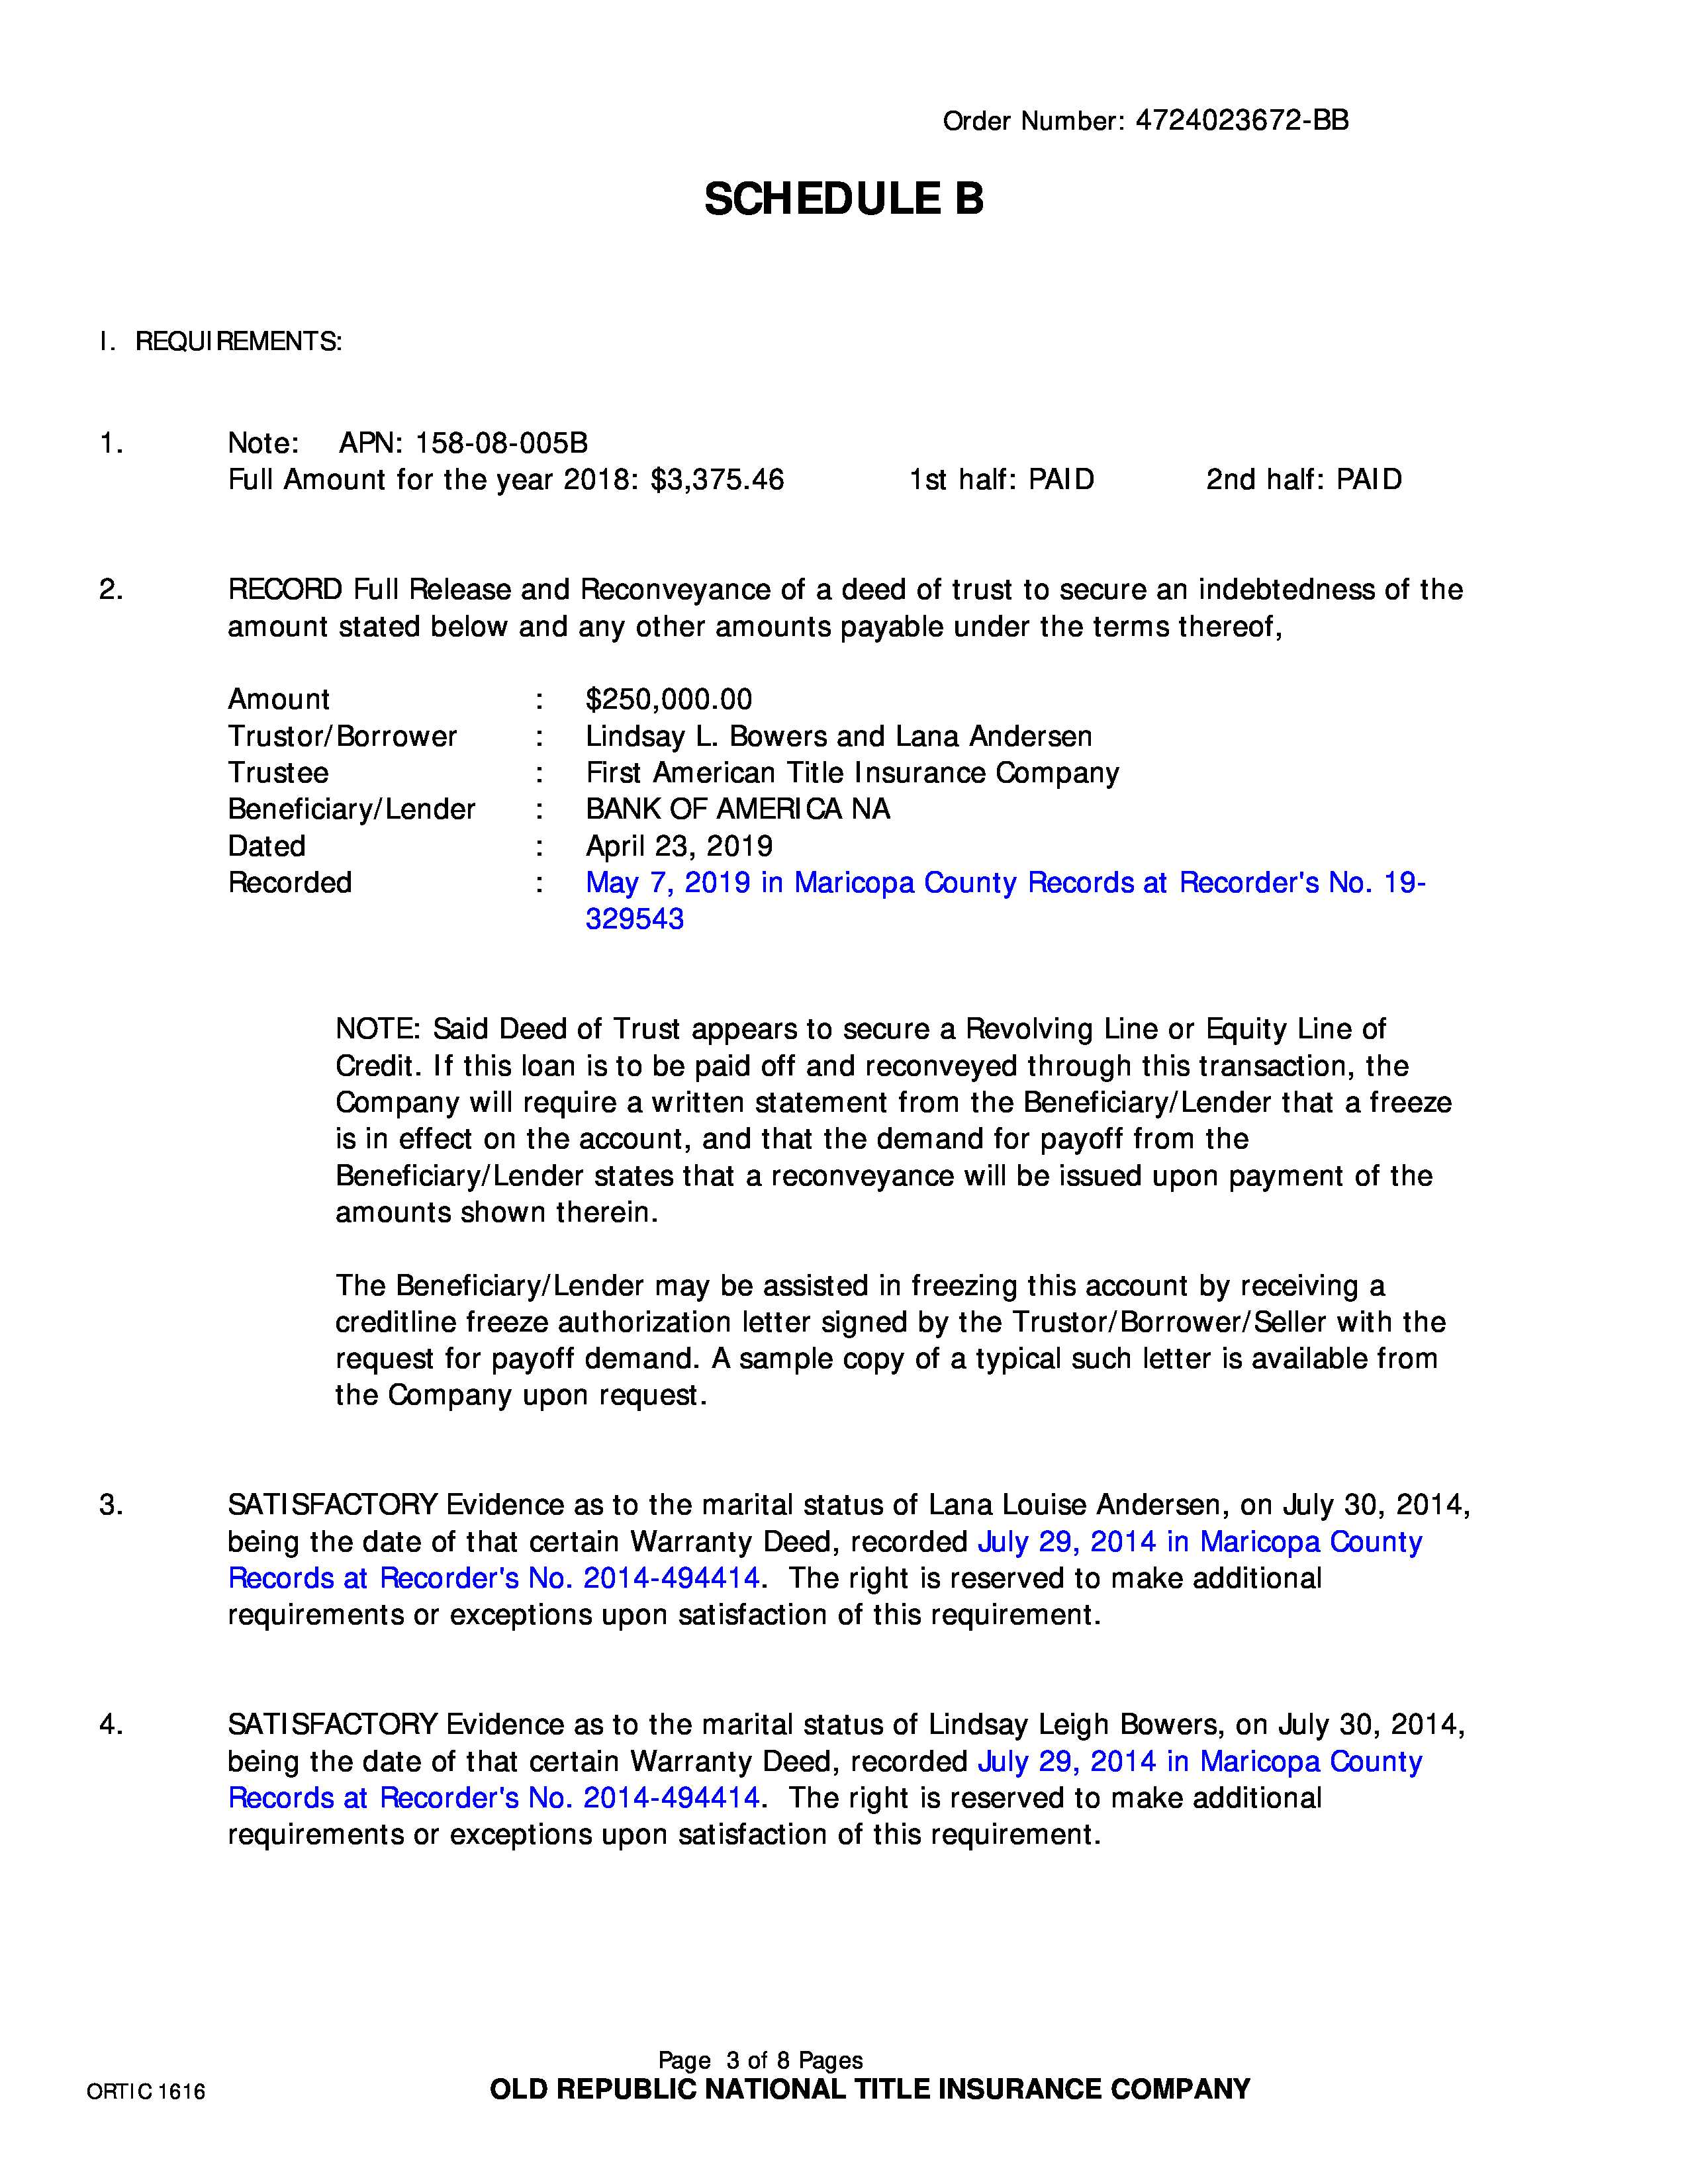 Order Number: 4724023672-BB
SCHEDULE B
I. REQUIREMENTS:
1. Note: APN: 158-08-005B
Full Amount for the year 2018: $3,375.46 1st half: PAID 2nd half: PAID
2. RECORD Full Release and Reconveyance of a deed of trust to secure an indebtedness of the
amount stated below and any other amounts payable under the terms thereof,
Amount : $250,000.00
Trustor/Borrower : Lindsay L. Bowers and Lana Andersen
Trustee : First American Title Insurance Company
Beneficiary/Lender : BANK OF AMERICA NA
Dated : April 23, 2019
Recorded : May 7, 2019 in Maricopa County Records at Recorder's No. 19-
329543
NOTE: Said Deed of Trust appears to secure a Revolving Line or Equity Line of
Credit. If this loan is to be paid off and reconveyed through this transaction, the
Company will require a written statement from the Beneficiary/Lender that a freeze
is in effect on the account, and that the demand for payoff from the
Beneficiary/Lender states that a reconveyance will be issued upon payment of the
amounts shown therein.
The Beneficiary/Lender may be assisted in freezing this account by receiving a
creditline freeze authorization letter signed by the Trustor/Borrower/Seller with the
request for payoff demand. A sample copy of a typical such letter is available from
the Company upon request.
3. SATISFACTORY Evidence as to the marital status of Lana Louise Andersen, on July 30, 2014,
being the date of that certain Warranty Deed, recorded July 29, 2014 in Maricopa County
Records at Recorder's No. 2014-494414. The right is reserved to make additional
requirements or exceptions upon satisfaction of this requirement.
4. SATISFACTORY Evidence as to the marital status of Lindsay Leigh Bowers, on July 30, 2014,
being the date of that certain Warranty Deed, recorded July 29, 2014 in Maricopa County
Records at Recorder's No. 2014-494414. The right is reserved to make additional
requirements or exceptions upon satisfaction of this requirement.
Page 3 of 8 Pages
ORTIC 1616 OLD REPUBLIC NATIONAL TITLE INSURANCE COMPANY